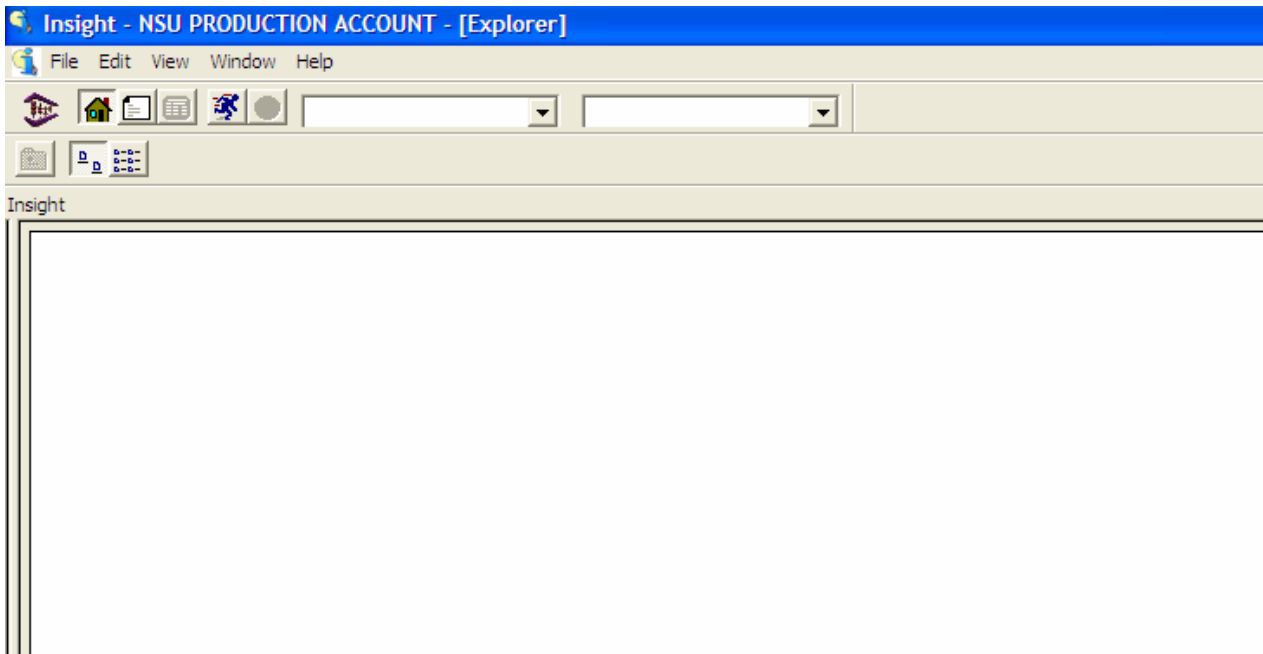 Insight - NSU PRODUCTION ACCOUNT - [Explorer]
File Edit View Window Help
Insight